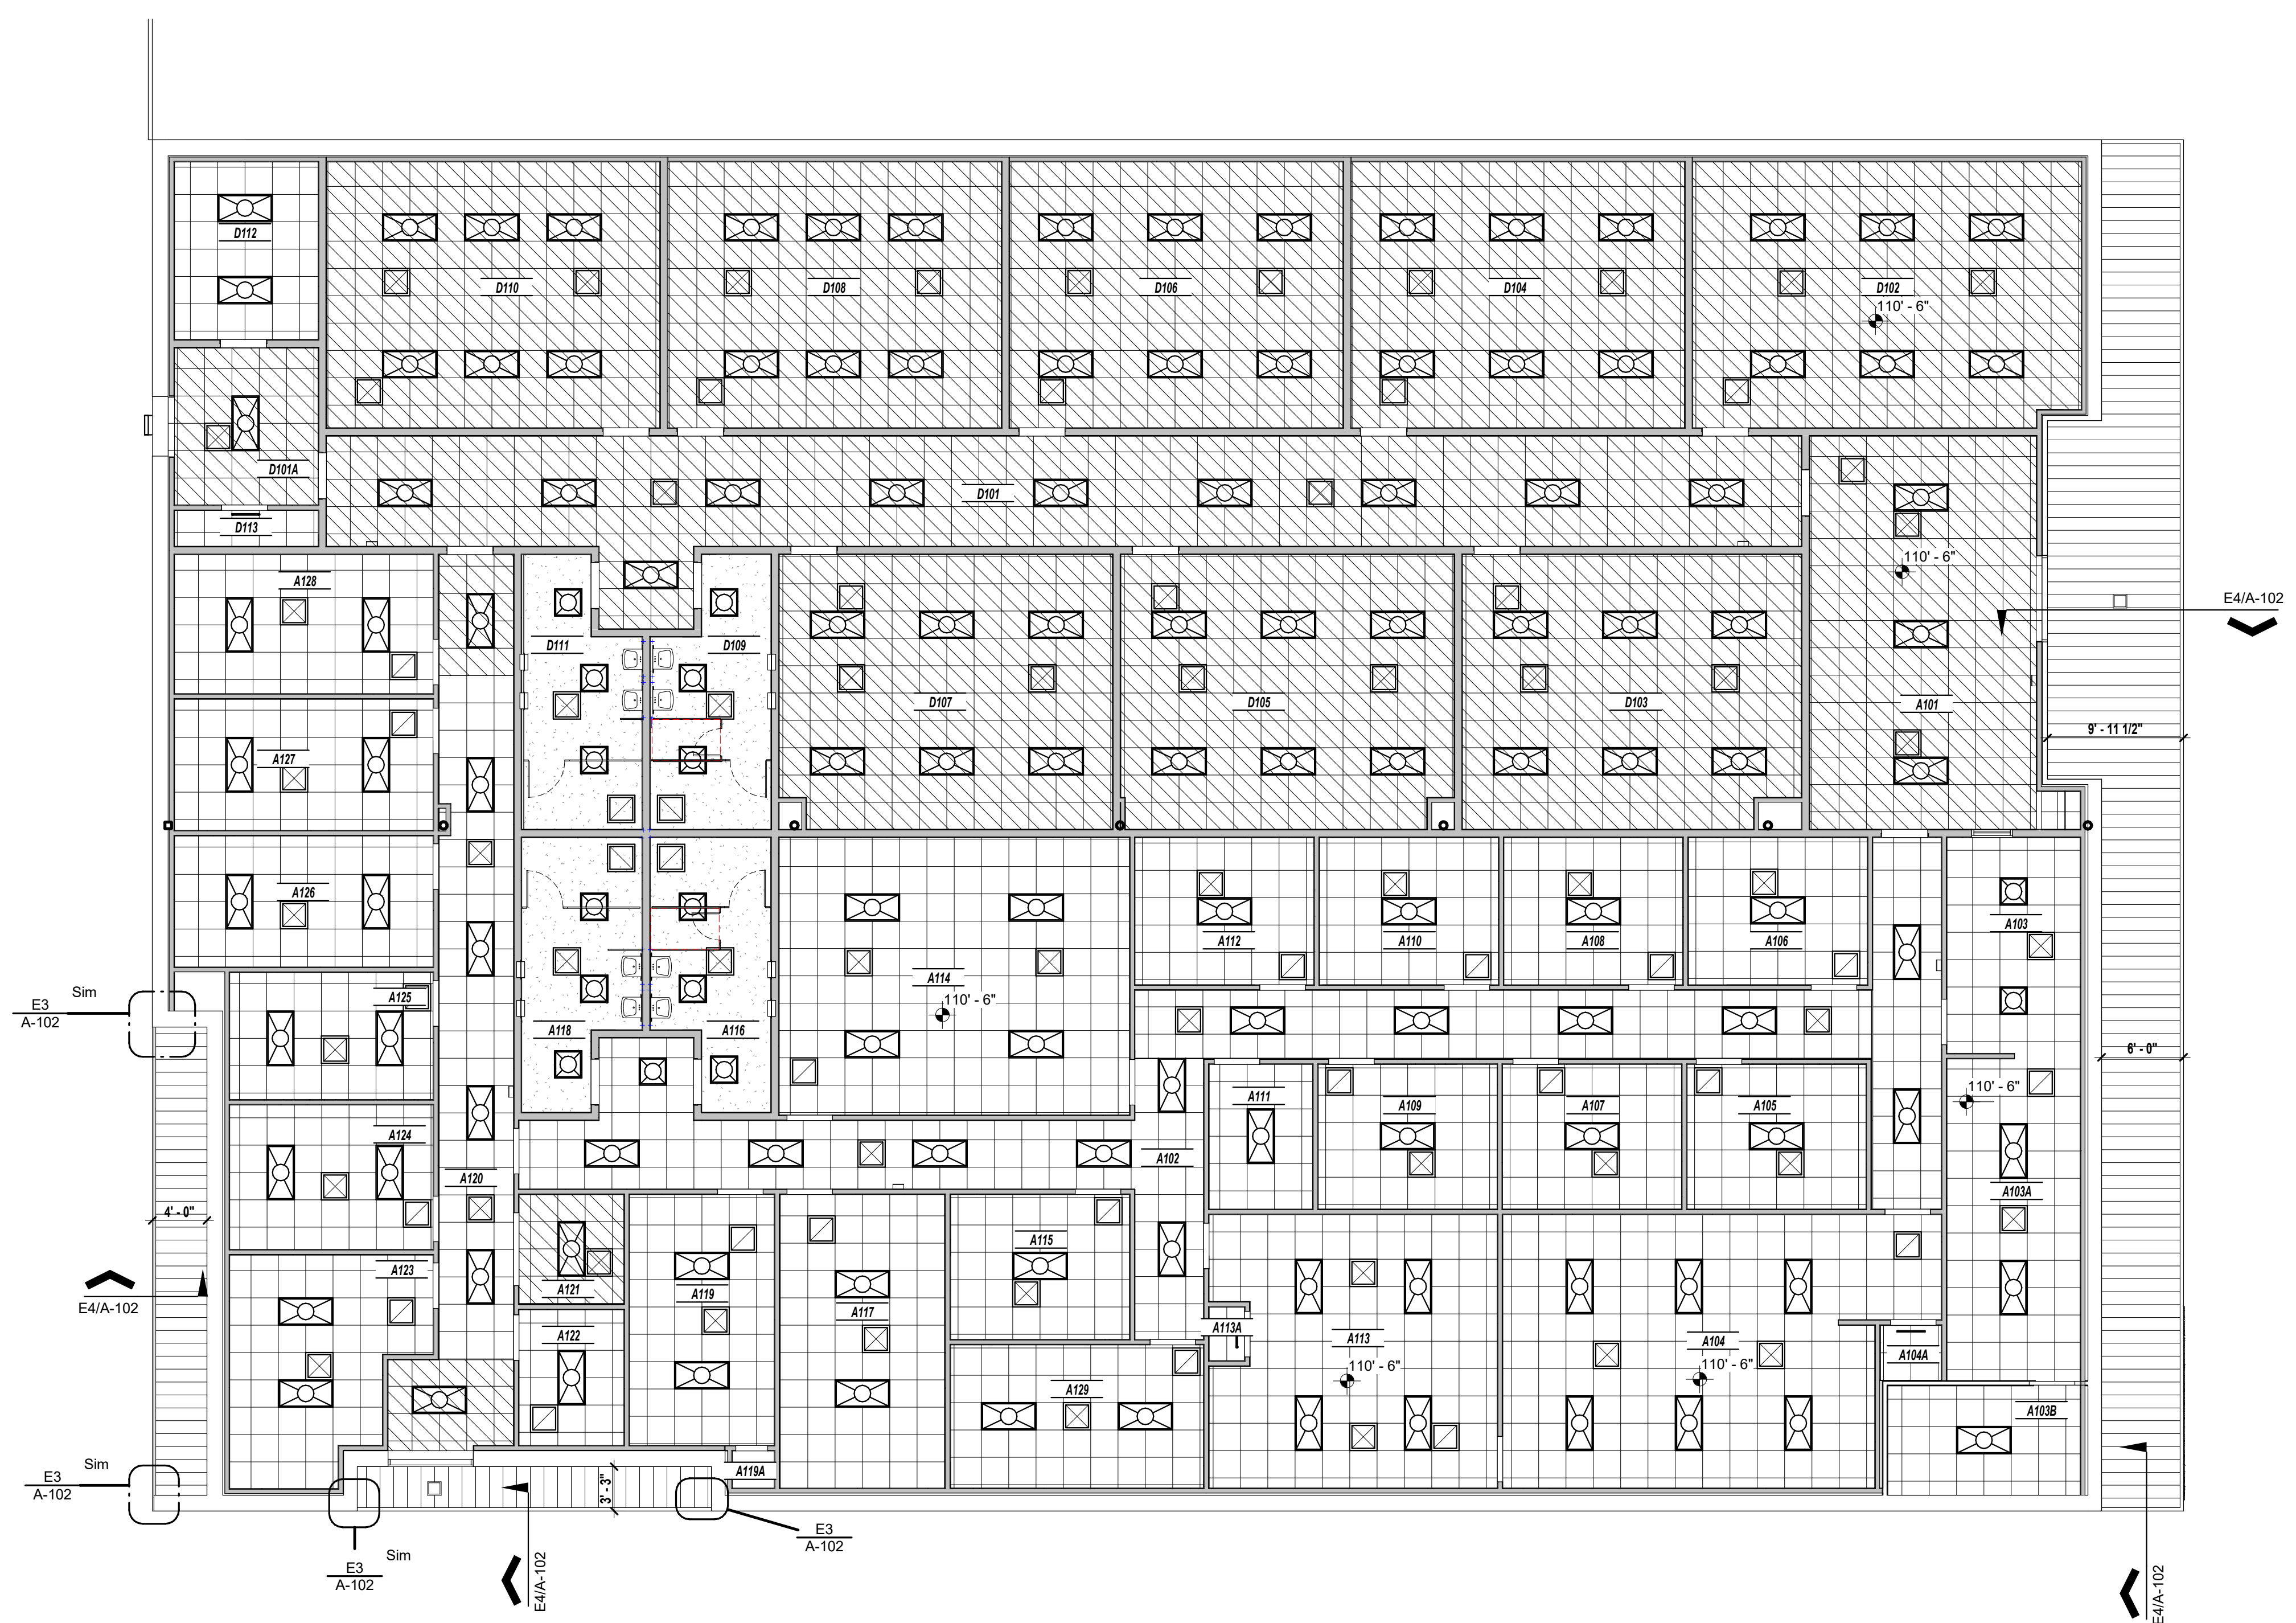 D112
D110
D108
D106
D104
D102
110' - 6"
D101A
D101
D113
110' - 6"
A128
E4/A-102
D111
D109
D107
D105
D103
A101
9' - 11 1/2"
A127
A126
A112
A110
A108
A106
A103
A125
A114
110' - 6"
Sim
E3
A-102
A118
A116
6' - 0"
110' - 6"
A111
A109
A107
A105
A124
A102
A120
A103A
4' - 0"
A123
A121
A119
A117
A115
E4/A-102
A122
A113A
A113
110' - 6"
A104
110' - 6"
A104A
A129
A103B
Sim
E3
A-102
A119A
3' - 3"
E3
A-102
Sim
E3
A-102
E4/A-102
E4/A-102